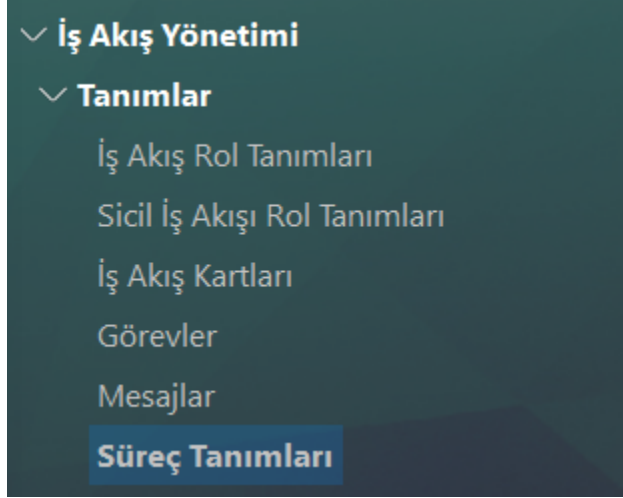 İş Akış Yönetimi
Tanımlar
İş Akış Rol Tanımları
Sicil İş Akışı Rol Tanımları
İş Akış Kartları
Görevler
Mesajlar
Süreç Tanımları